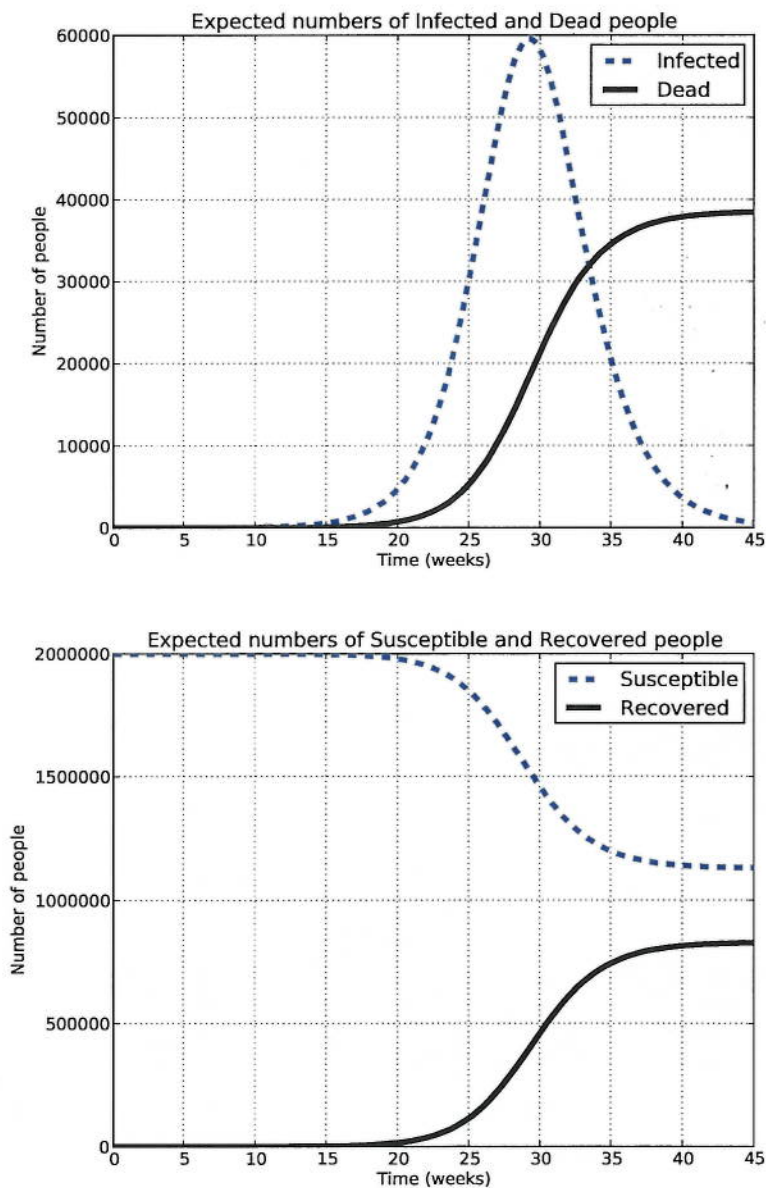 Expected numbers of Infected and Dead people
60000
Infected
Dead
50000
40000
Number of people
30000
20000
10000
0
0 5 10 15 20 25 30 35 40 45
Time (weeks)
Expected numbers of Susceptible and Recovered people
2000000
Susceptible
Recovered
1500000
Number of people
1000000
500000
0
0 5 10 15 20 25 30 35 40 45
Time (weeks)